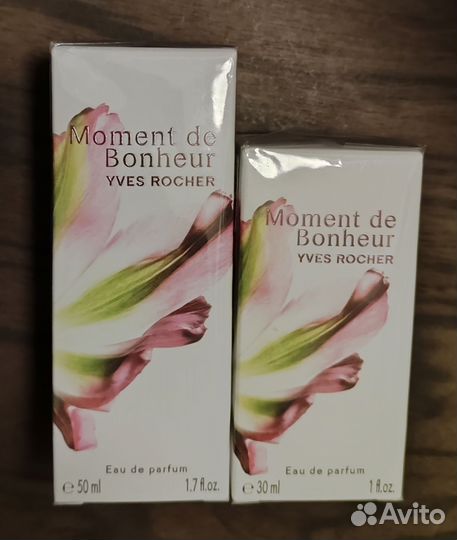 Moment de
Bonheur
YVES ROCHER
Eau de parfum
℮ 50 ml 1.7 fl.oz.
Moment de
Bonheur
YVES ROCHER
Eau de parfum
℮ 30 ml 1 fl.oz.
Avito